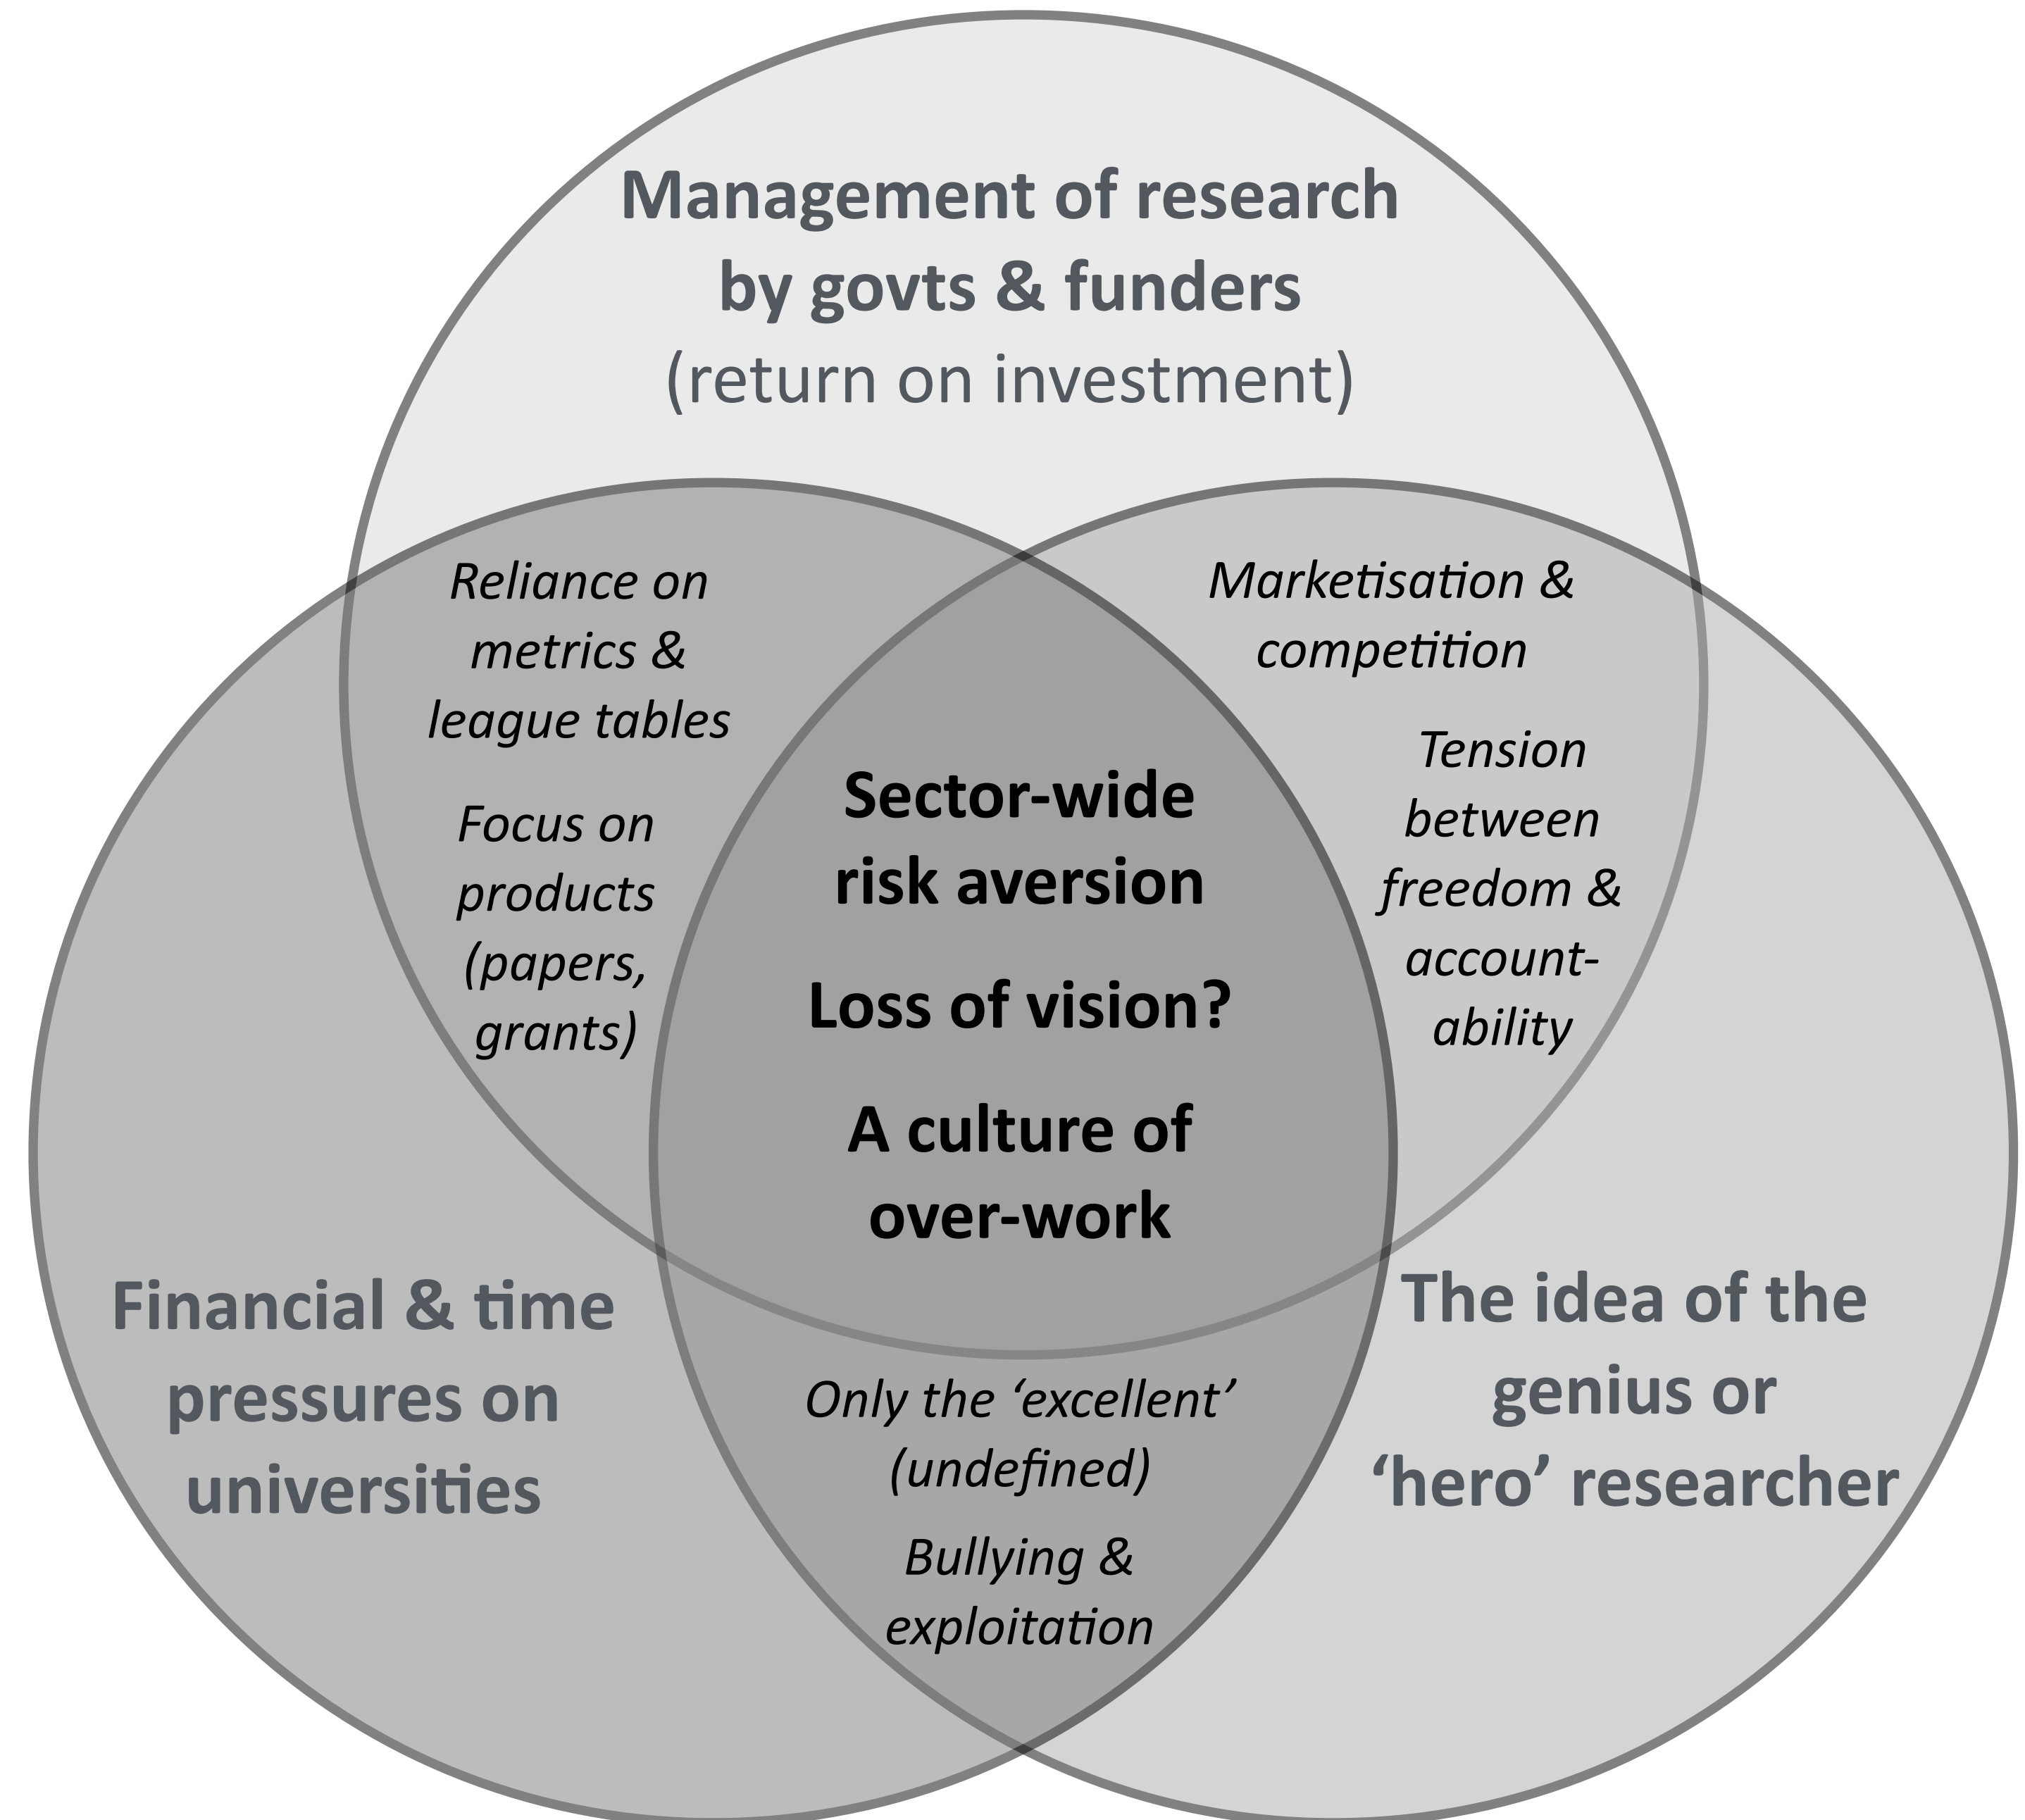 Management of research
by govts & funders
(return on investment)
Reliance on
metrics &
league tables
Focus on
products
(papers,
grants)
Marketisation &
competition
Tension
between
freedom &
account-
ability
Sector-wide
risk aversion
Loss of vision?
A culture of
over-work
Financial & time
pressures on
universities
The idea of the
genius or
‘hero’ researcher
Only the ‘excellent’
(undefined)
Bullying &
exploitation